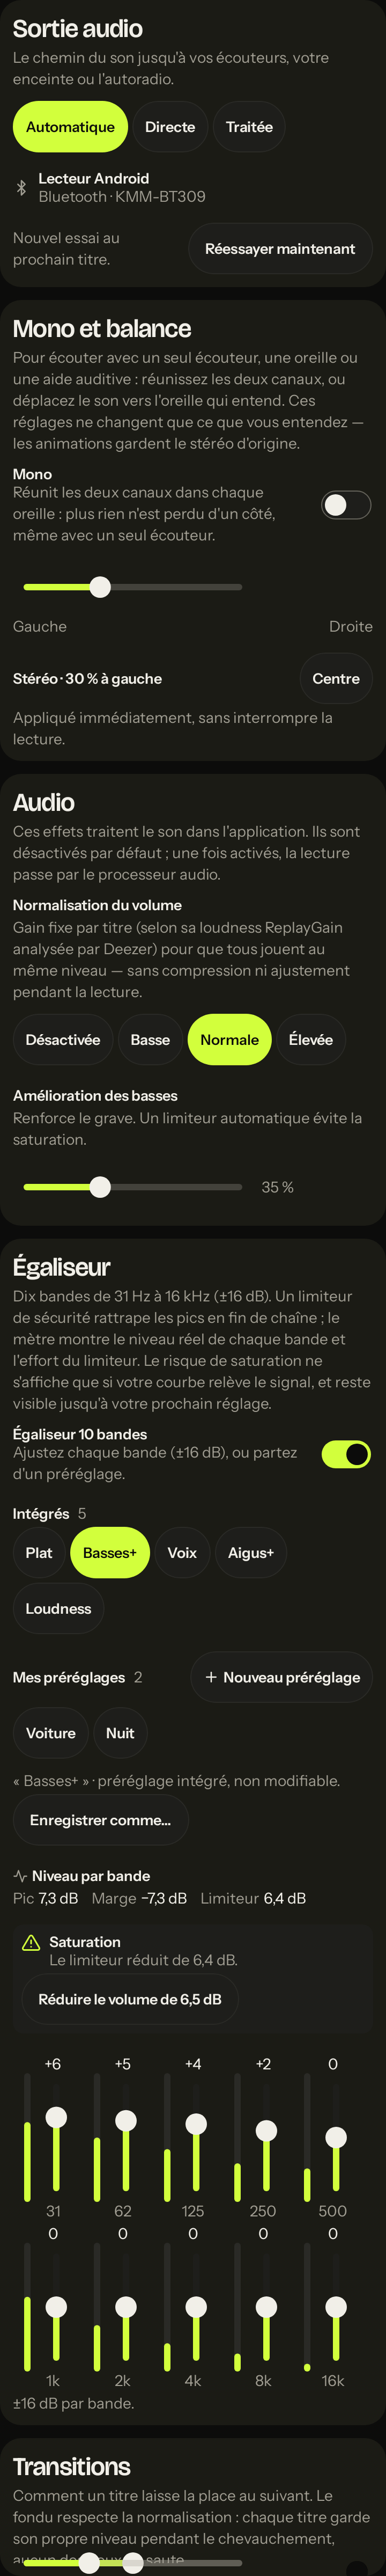 Sortie audio
Le chemin du son jusqu'à vos écouteurs, votre
enceinte ou l'autoradio.
Automatique
Directe
Traitée
Lecteur Android
Bluetooth · KMM-BT309
Nouvel essai au
prochain titre.
Réessayer maintenant
Mono et balance
Pour écouter avec un seul écouteur, une oreille ou
une aide auditive : réunissez les deux canaux, ou
déplacez le son vers l'oreille qui entend. Ces
réglages ne changent que ce que vous entendez —
les animations gardent le stéréo d'origine.
Mono
Réunit les deux canaux dans chaque
oreille : plus rien n'est perdu d'un côté,
même avec un seul écouteur.
Gauche
Droite
Stéréo · 30 % à gauche
Centre
Appliqué immédiatement, sans interrompre la
lecture.
Audio
Ces effets traitent le son dans l'application. Ils sont
désactivés par défaut ; une fois activés, la lecture
passe par le processeur audio.
Normalisation du volume
Gain fixe par titre (selon sa loudness ReplayGain
analysée par Deezer) pour que tous jouent au
même niveau — sans compression ni ajustement
pendant la lecture.
Désactivée
Basse
Normale
Élevée
Amélioration des basses
Renforce le grave. Un limiteur automatique évite la
saturation.
35 %
Égaliseur
Dix bandes de 31 Hz à 16 kHz (±16 dB). Un limiteur
de sécurité rattrape les pics en fin de chaîne ; le
mètre montre le niveau réel de chaque bande et
l'effort du limiteur. Le risque de saturation ne
s'affiche que si votre courbe relève le signal, et reste
visible jusqu'à votre prochain réglage.
Égaliseur 10 bandes
Ajustez chaque bande (±16 dB), ou partez
d'un préréglage.
Intégrés 5
Plat
Basses+
Voix
Aigus+
Loudness
Mes préréglages 2
+ Nouveau préréglage
Voiture
Nuit
« Basses+ » · préréglage intégré, non modifiable.
Enregistrer comme...
Niveau par bande
Pic 7,3 dB Marge −7,3 dB Limiteur 6,4 dB
Saturation
Le limiteur réduit de 6,4 dB.
Réduire le volume de 6,5 dB
+6 +5 +4 +2 0
31 62 125 250 500
0 0 0 0 0
1k 2k 4k 8k 16k
±16 dB par bande.
Transitions
Comment un titre laisse la place au suivant. Le
fondu respecte la normalisation : chaque titre garde
son propre niveau pendant le chevauchement,
saute